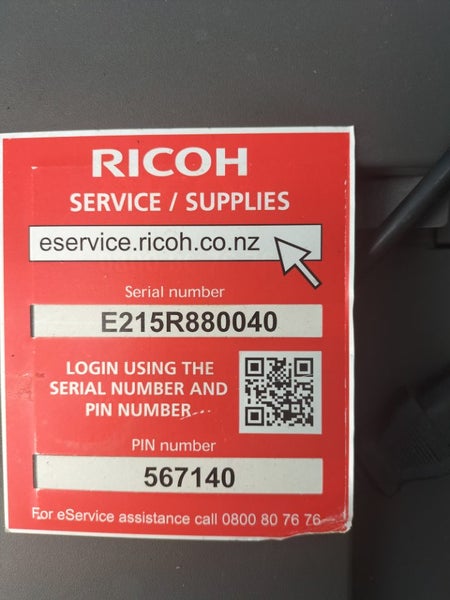 RICOH
SERVICE / SUPPLIES
eservice.ricoh.co.nz
Serial number
E215R880040
LOGIN USING THE
SERIAL NUMBER AND
PIN NUMBER
PIN number
567140
For eService assistance call 0800 80 76 76